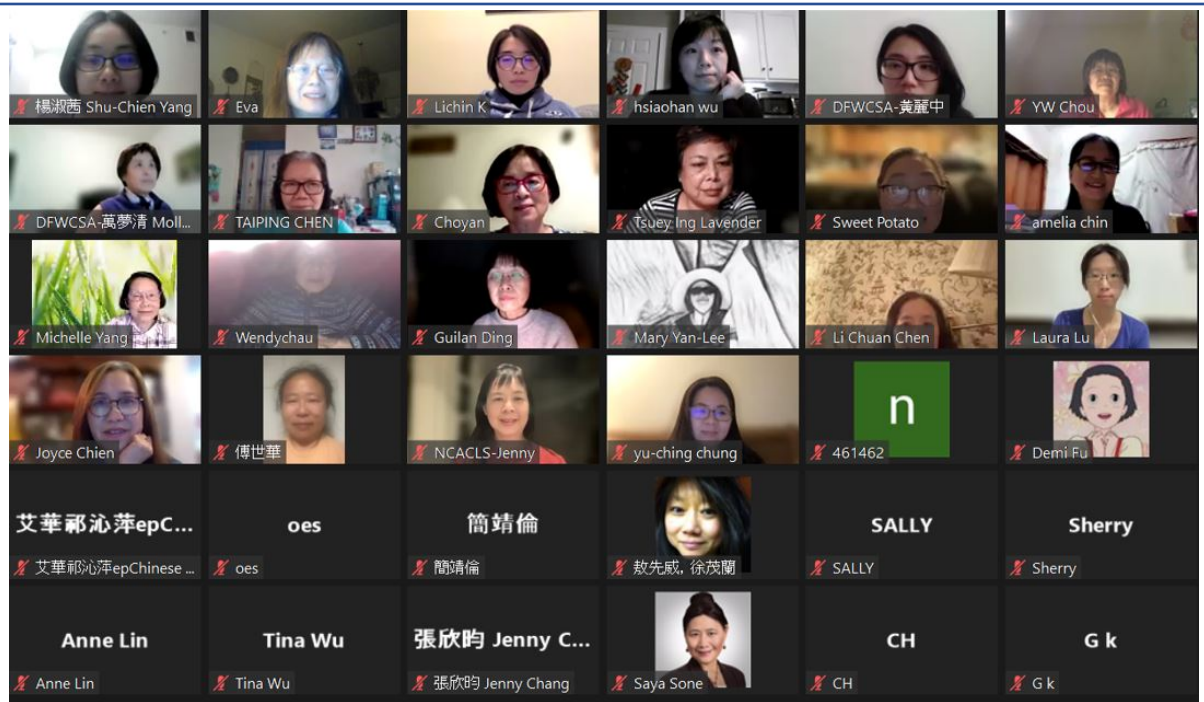 楊淑茵 Shu-Chien Yang
Eva
Lichin K
hsiaohan wu
DFWCSA-黃麗中
YW Chou
DFWCSA-萬夢清 Moll...
TAIPING CHEN
Choyan
Tsuey Ing Lavender
Sweet Potato
amelia chin
Michelle Yang
Wendychau
Guilan Ding
Mary Yan-Lee
Li Chuan Chen
Laura Lu
Joyce Chien
傅世華
NCACLS-Jenny
yu-ching chung
n
461462
Demi Fu
艾華祁沁萍epC...
oes
簡靖倫
SALLY
Sherry
艾華祁沁萍epChinese ...
oes
簡靖倫
敖先威, 徐茂蘭
SALLY
Sherry
Anne Lin
Tina Wu
張欣昀 Jenny C...
CH
G k
Anne Lin
Tina Wu
張欣昀 Jenny Chang
Saya Sone
CH
G k